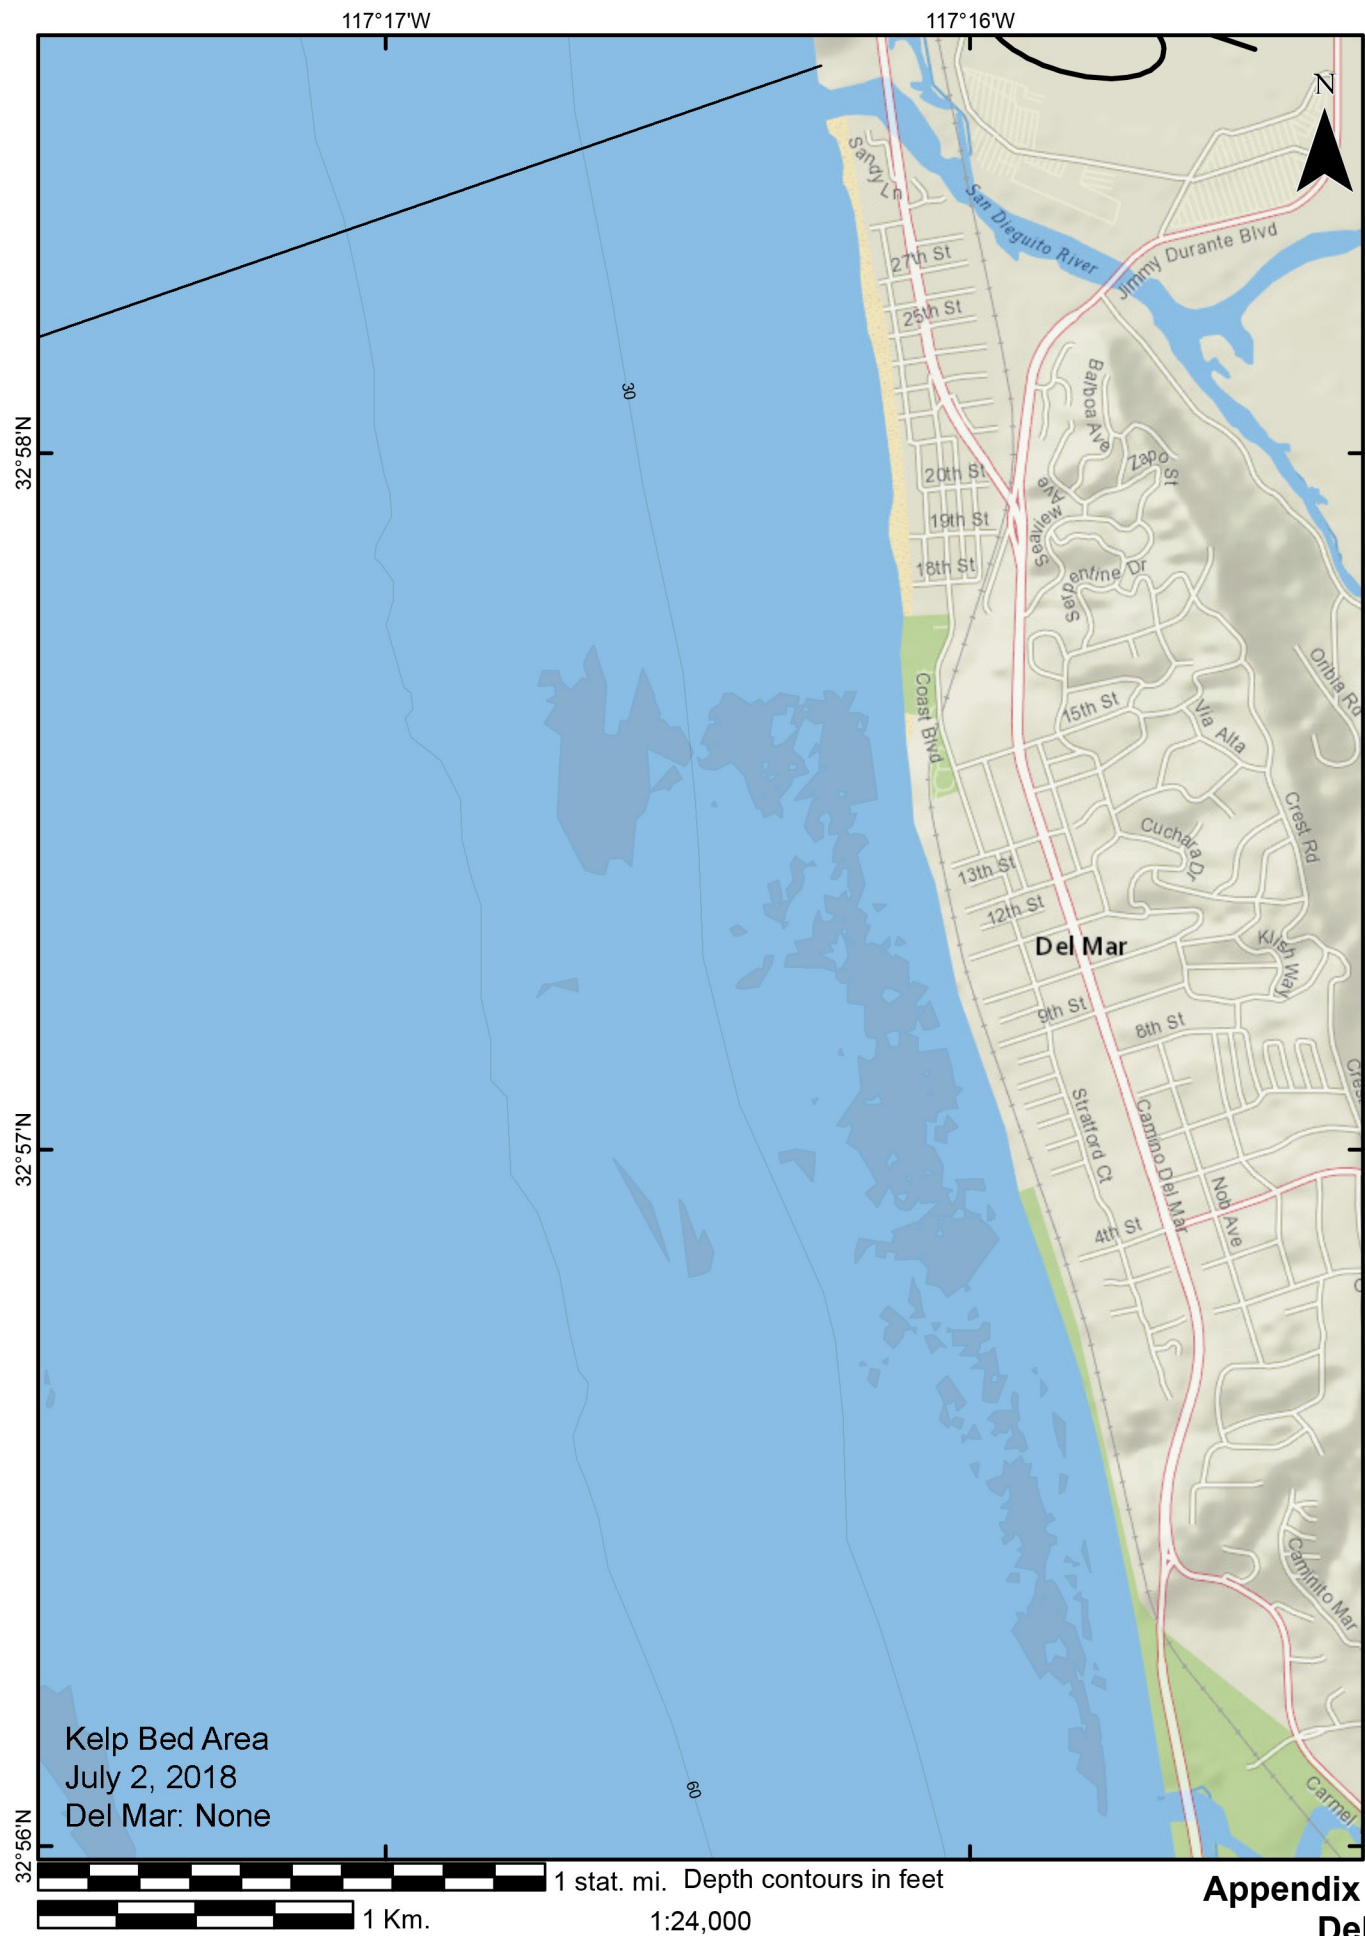 117°17'W
117°16'W
N
Sandy Ln
San Dieguito River
Jimmy Durante Blvd
27th St
25th St
30
Balboa Ave
32°58'N
Zapo St
20th St
Seaview Ave
19th St
18th St
Serpentine Dr
Oribia Rd
Coast Blvd
15th St
Via Alta
Crest Rd
Cuchara Dr
13th St
12th St
Del Mar
Klish Way
9th St
8th St
Stratford Ct
Camino Del Mar
32°57'N
Nob Ave
4th St
Caminito Mar
Kelp Bed Area
July 2, 2018
Del Mar: None
60
Carmel
32°56'N
1 stat. mi. Depth contours in feet
1 Km.
1:24,000
Appendix
Del